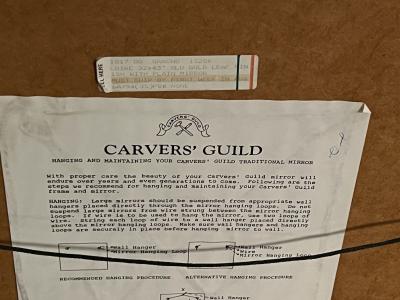 CARVERS' GUILD
CARVERS' GUILD
HANGING AND MAINTAINING YOUR CARVERS' GUILD TRADITIONAL MIRROR
With proper care the beauty of your Carvers' Guild mirror will
endure over years and even generations to come. Following are the
steps we recommend for hanging and maintaining your Carvers' Guild
frame and mirror.
HANGING: Large mirrors should be suspended from appropriate wall
hangers placed directly through the mirror hanging loops. Do not
suspend large mirrors from wire strung between the mirror hanging
loops. If wire is to be used to hang the mirror, use two loops of
wire. String each loop of wire to a wall hanger placed directly
above the mirror hanging loops. Make sure wall hangers and hanging
loops are securely in place before hanging mirror to wall.
Wall Hanger
Mirror Hanging Loop
Wall Hanger
Wire
Mirror Hanging Loop
RECOMMENDED HANGING PROCEDURE ALTERNATIVE HANGING PROCEDURE
X